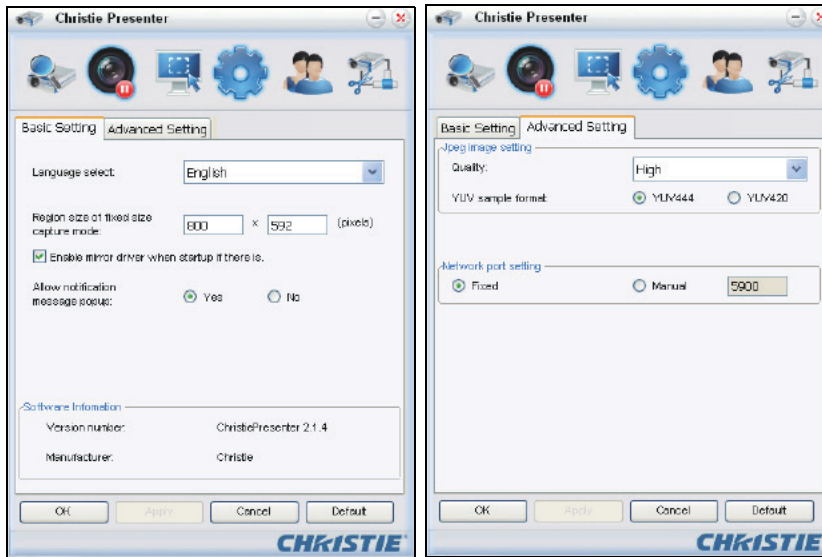 Christie Presenter
Basic Setting
Advanced Setting
Language select:
English
Region size of fixed size
capture mode:
800 x 592 (pixels)
Enable mirror driver when startup if there is.
Allow notification
message popup:
Yes
No
Software Infomation
Version number: ChristiePresenter 2.1.4
Manufacturer: Christie
OK
Apply
Cancel
Default
CHRISTIE
Christie Presenter
Basic Setting
Advanced Setting
Jpeg image setting
Quality:
High
YUV sample format:
YUV444
YUV420
Network port setting
Fixed
Manual
5900
OK
Apply
Cancel
Default
CHRISTIE